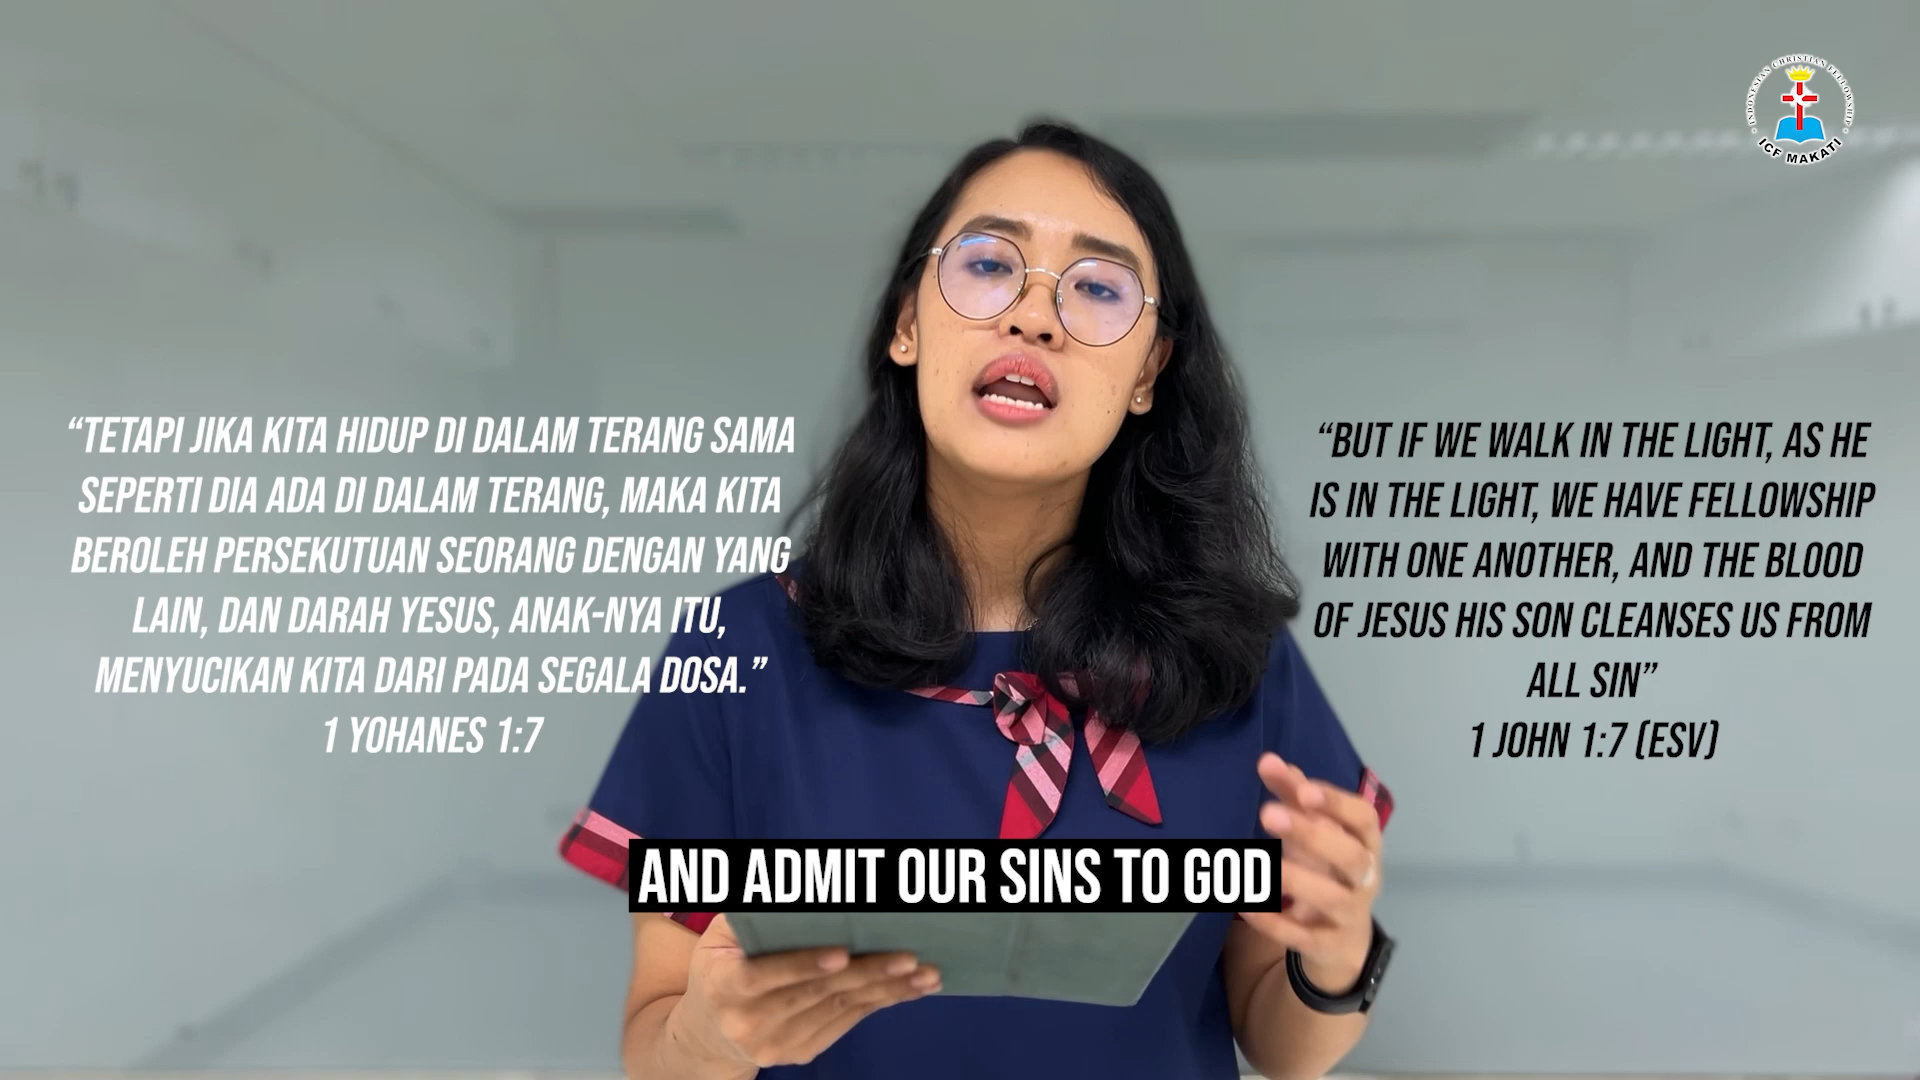 INDONESIAN CHRISTIAN FELLOWSHIP
ICF MAKATI
“TETAPI JIKA KITA HIDUP DI DALAM TERANG SAMA
SEPERTI DIA ADA DI DALAM TERANG, MAKA KITA
BEROLEH PERSEKUTUAN SEORANG DENGAN YANG
LAIN, DAN DARAH YESUS, ANAK-NYA ITU,
MENYUCIKAN KITA DARI PADA SEGALA DOSA.”
1 YOHANES 1:7
“BUT IF WE WALK IN THE LIGHT, AS HE
IS IN THE LIGHT, WE HAVE FELLOWSHIP
WITH ONE ANOTHER, AND THE BLOOD
OF JESUS HIS SON CLEANSES US FROM
ALL SIN”
1 JOHN 1:7 (ESV)
AND ADMIT OUR SINS TO GOD